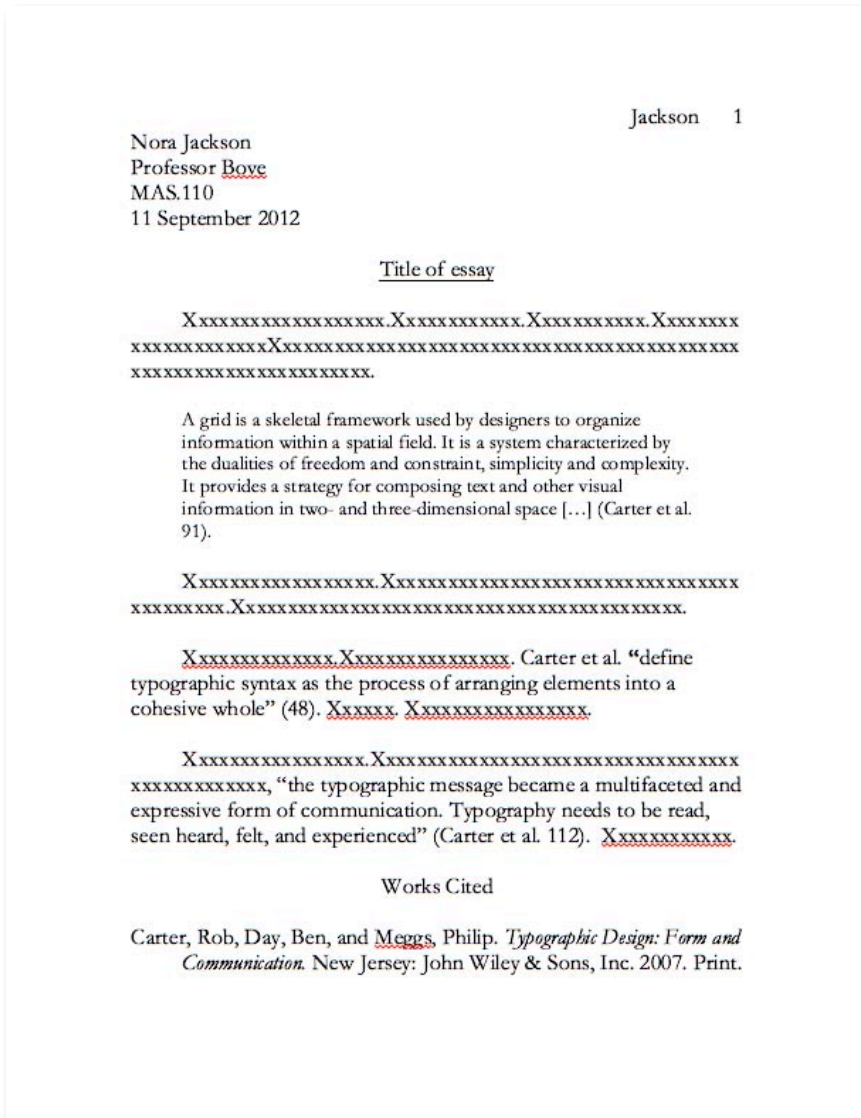 Jackson 1
Nora Jackson
Professor Bove
MAS.110
11 September 2012
Title of essay
Xxxxxxxxxxxxxxxxxxx.Xxxxxxxxxxxx.Xxxxxxxxxxx.Xxxxxxxx
xxxxxxxxxxxxxXxxxxxxxxxxxxxxxxxxxxxxxxxxxxxxxxxxxxxxxxxxx
xxxxxxxxxxxxxxxxxxxxxxx.
A grid is a skeletal framework used by designers to organize
information within a spatial field. It is a system characterized by
the dualities of freedom and constraint, simplicity and complexity.
It provides a strategy for composing text and other visual
information in two- and three-dimensional space […] (Carter et al.
91).
Xxxxxxxxxxxxxxxxxx.Xxxxxxxxxxxxxxxxxxxxxxxxxxxxxxxxxx
xxxxxxxxx.Xxxxxxxxxxxxxxxxxxxxxxxxxxxxxxxxxxxxxxxxxx.
Xxxxxxxxxxxxxx.Xxxxxxxxxxxxxxxx. Carter et al. “define
typographic syntax as the process of arranging elements into a
cohesive whole” (48). Xxxxxx. Xxxxxxxxxxxxxxxxx.
Xxxxxxxxxxxxxxxxx.Xxxxxxxxxxxxxxxxxxxxxxxxxxxxxxxxxx
xxxxxxxxxxxxx, “the typographic message became a multifaceted and
expressive form of communication. Typography needs to be read,
seen heard, felt, and experienced” (Carter et al. 112). Xxxxxxxxxxxx.
Works Cited
Carter, Rob, Day, Ben, and Meggs, Philip. Typographic Design: Form and
Communication. New Jersey: John Wiley & Sons, Inc. 2007. Print.